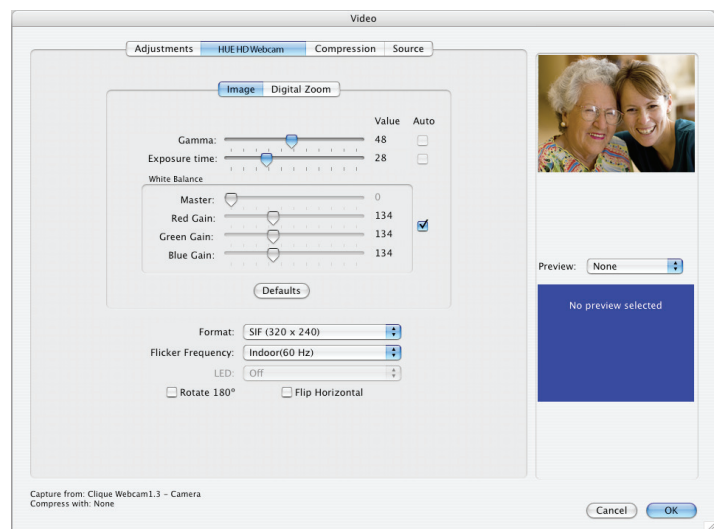 Video
Adjustments HUE HD Webcam Compression Source
Image Digital Zoom
Value Auto
Gamma: 48
Exposure time: 28
White Balance
Master: 0
Red Gain: 134
Green Gain: 134
Blue Gain: 134
Defaults
Format: SIF (320 x 240)
Flicker Frequency: Indoor(60 Hz)
LED: Off
Rotate 180° Flip Horizontal
Preview: None
No preview selected
Capture from: Clique Webcam1.3 - Camera
Compress with: None
Cancel OK